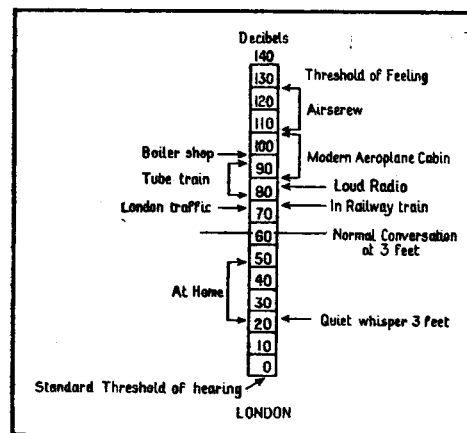 Decibels
140
130
Threshold of Feeling
120
Airscrew
110
100
Boiler shop
Modern Aeroplane Cabin
90
Tube train
80
Loud Radio
London traffic
70
In Railway train
60
Normal Conversation
at 3 feet
50
40
At Home
30
20
Quiet whisper 3 feet
10
0
Standard Threshold of hearing
LONDON